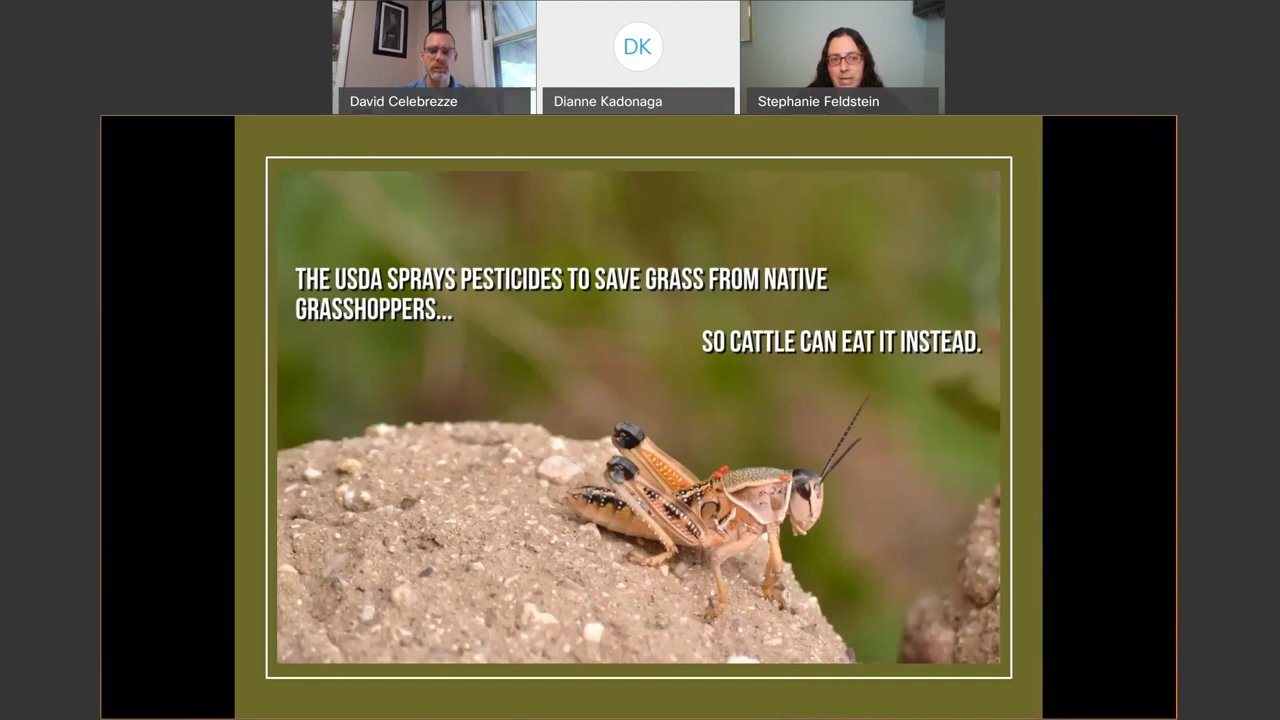 DK
David Celebrezze
Dianne Kadonaga
Stephanie Feldstein
THE USDA SPRAYS PESTICIDES TO SAVE GRASS FROM NATIVE
GRASSHOPPERS...
SO CATTLE CAN EAT IT INSTEAD.